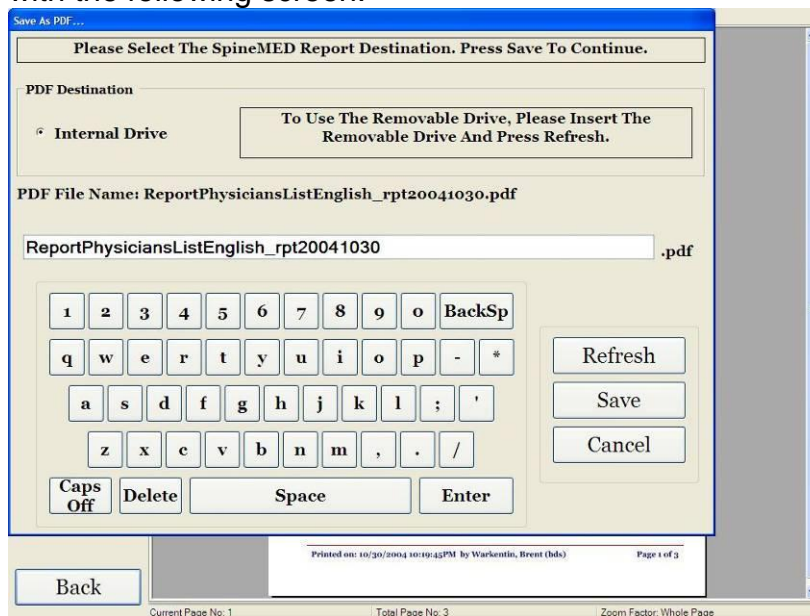 with the following screen:
Save As PDF...
Please Select The SpineMED Report Destination. Press Save To Continue.
PDF Destination
Internal Drive
To Use The Removable Drive, Please Insert The
Removable Drive And Press Refresh.
PDF File Name: ReportPhysiciansListEnglish_rpt20041030.pdf
ReportPhysiciansListEnglish_rpt20041030 .pdf
1 2 3 4 5 6 7 8 9 0 BackSp
q w e r t y u i o p - *
a s d f g h j k l ; '
z x c v b n m , . /
Caps Off Delete Space Enter
Refresh
Save
Cancel
Printed on: 10/30/2004 10:19:45PM by Warkentin, Brent (hds) Page 1 of 3
Back
Current Page No: 1 Total Page No: 3 Zoom Factor: Whole Page